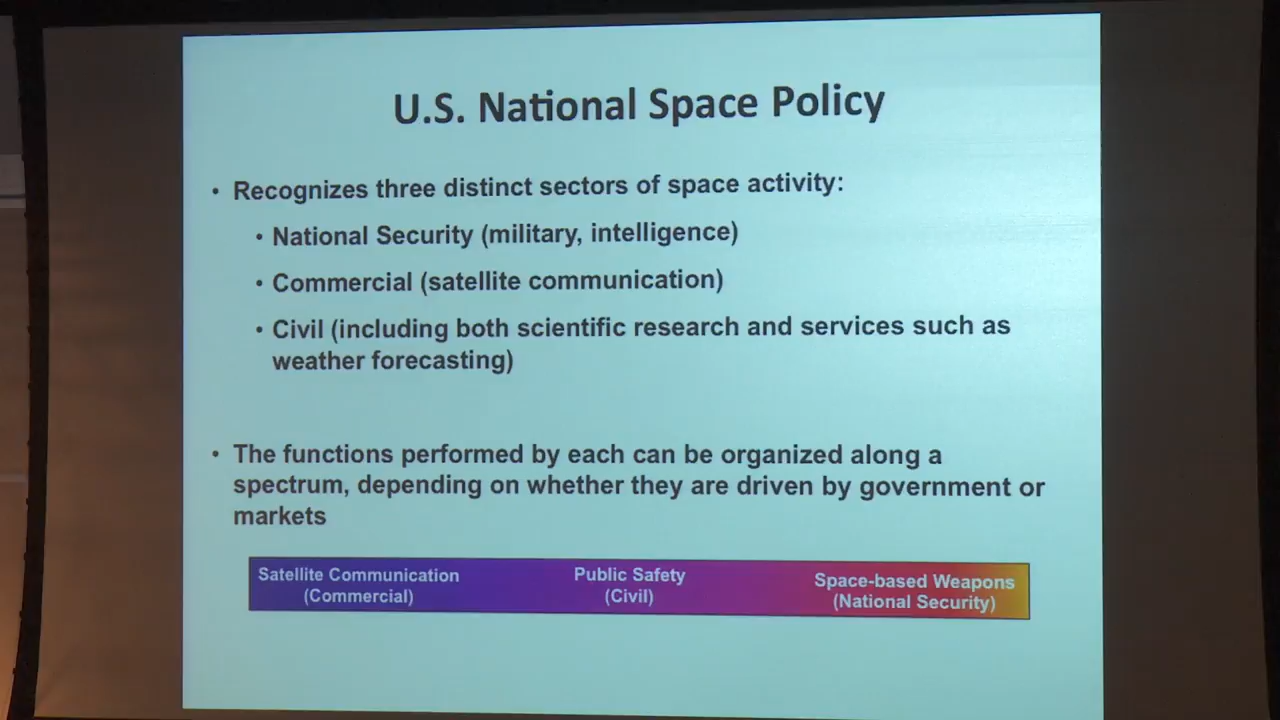 U.S. National Space Policy
• Recognizes three distinct sectors of space activity:
• National Security (military, intelligence)
• Commercial (satellite communication)
• Civil (including both scientific research and services such as
weather forecasting)
• The functions performed by each can be organized along a
spectrum, depending on whether they are driven by government or
markets
Satellite Communication
(Commercial)
Public Safety
(Civil)
Space-based Weapons
(National Security)